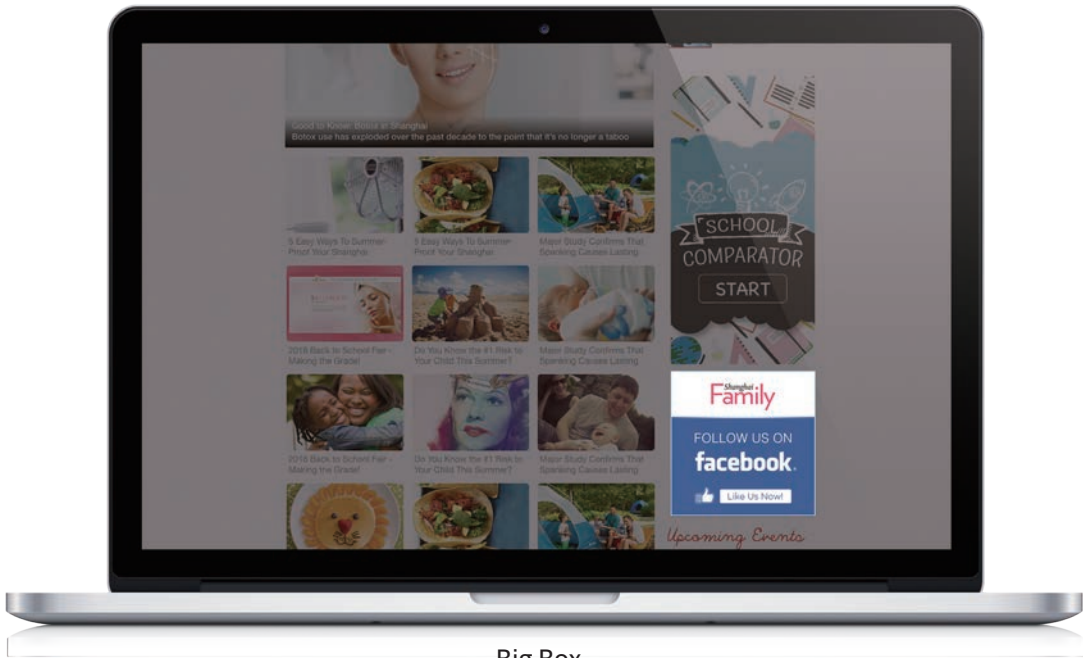 Good to Know: Botox at Shanghai
Botox use has exploded over the past decade to the point that it's no longer a taboo
5 Easy Ways To Summer-
Proof Your Shanghai
5 Easy Ways To Summer-
Proof Your Shanghai
Major Study Confirms That
Spanking Causes Lasting
2015 Back to School Fair -
Making the Grade!
Do You Know the #1 Risk to
Your Child This Summer?
Major Study Confirms That
Spanking Causes Lasting
2015 Back to School Fair -
Making the Grade!
Do You Know the #1 Risk to
Your Child This Summer?
Major Study Confirms That
Spanking Causes Lasting
SCHOOL
COMPARATOR
START
Shanghai
Family
FOLLOW US ON
facebook.
Like Us Now!
Upcoming Events
Big Box